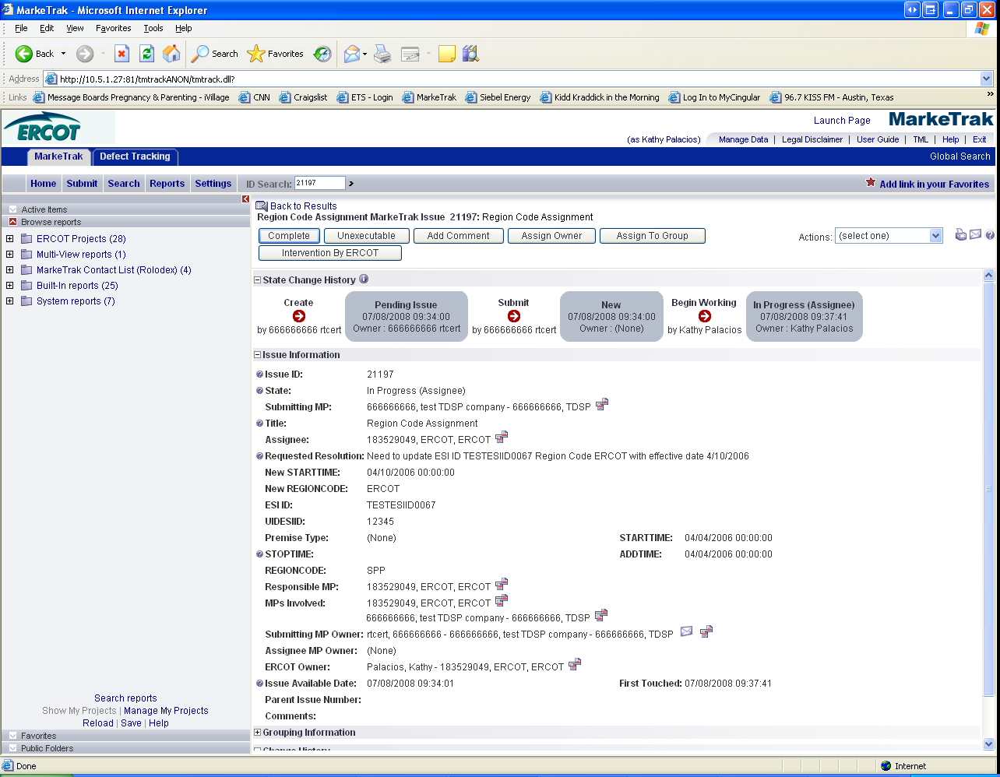 MarkeTrak - Microsoft Internet Explorer
File Edit View Favorites Tools Help
Back Search Favorites
Address http://10.5.1.27:81/tmtrackANON/tmtrack.dll?
Links Message Boards Pregnancy & Parenting - iVillage CNN Craigslist ETS - Login MarkeTrak Siebel Energy Kidd Kraddick in the Morning Log In to MyCingular 96.7 KISS FM - Austin, Texas »
ERCOT Launch Page MarkeTrak
(as Kathy Palacios) Manage Data | Legal Disclaimer | User Guide | TML | Help | Exit
MarkeTrak Defect Tracking Global Search
Home Submit Search Reports Settings ID Search: 21197 Add link in your Favorites
Active Items
Browse reports
ERCOT Projects (28)
Multi-View reports (1)
MarkeTrak Contact List (Rolodex) (4)
Built-In reports (25)
System reports (7)
Search reports
Show My Projects | Manage My Projects
Reload | Save | Help
Favorites
Public Folders
Back to Results
Region Code Assignment MarkeTrak Issue 21197: Region Code Assignment
Complete Unexecutable Add Comment Assign Owner Assign To Group Actions: (select one)
Intervention By ERCOT
State Change History
Create
by 666666666 rtcert
Pending Issue
07/08/2008 09:34:00
Owner : 666666666 rtcert
Submit
by 666666666 rtcert
New
07/08/2008 09:34:00
Owner : (None)
Begin Working
by Kathy Palacios
In Progress (Assignee)
07/08/2008 09:37:41
Owner : Kathy Palacios
Issue Information
Issue ID: 21197
State: In Progress (Assignee)
Submitting MP: 666666666, test TDSP company - 666666666, TDSP
Title: Region Code Assignment
Assignee: 183529049, ERCOT, ERCOT
Requested Resolution: Need to update ESI ID TESTESIID0067 Region Code ERCOT with effective date 4/10/2006
New STARTTIME: 04/10/2006 00:00:00
New REGIONCODE: ERCOT
ESI ID: TESTESIID0067
UIDESIID: 12345
Premise Type: (None) STARTTIME: 04/04/2006 00:00:00
STOPTIME: ADDTIME: 04/04/2006 00:00:00
REGIONCODE: SPP
Responsible MP: 183529049, ERCOT, ERCOT
MPs Involved: 183529049, ERCOT, ERCOT
666666666, test TDSP company - 666666666, TDSP
Submitting MP Owner: rtcert, 666666666 - 666666666, test TDSP company - 666666666, TDSP
Assignee MP Owner: (None)
ERCOT Owner: Palacios, Kathy - 183529049, ERCOT, ERCOT
Issue Available Date: 07/08/2008 09:34:01 First Touched: 07/08/2008 09:37:41
Parent Issue Number:
Comments:
Grouping Information
Change History
Done Internet